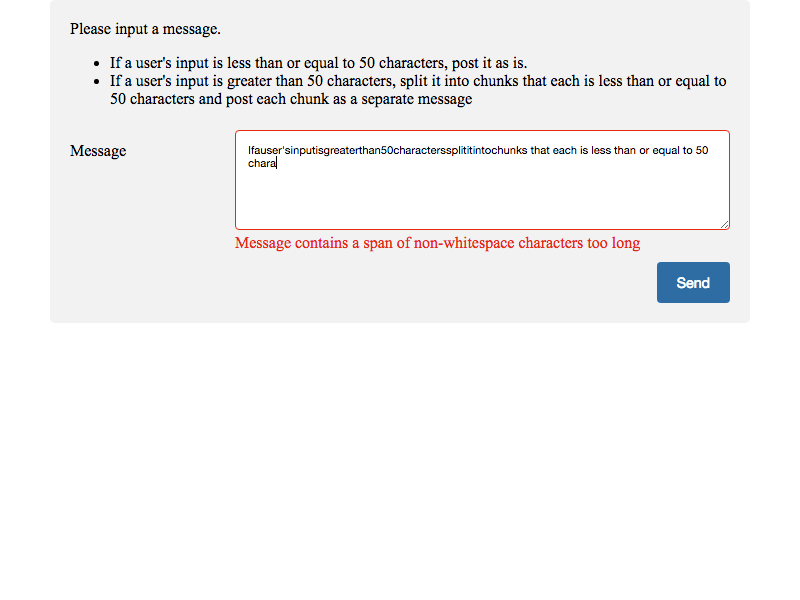 Please input a message.
If a user's input is less than or equal to 50 characters, post it as is.
If a user's input is greater than 50 characters, split it into chunks that each is less than or equal to
50 characters and post each chunk as a separate message
Message
Ifauser'sinputisgreaterthan50characterssplititintochunks that each is less than or equal to 50
chara
Message contains a span of non-whitespace characters too long
Send